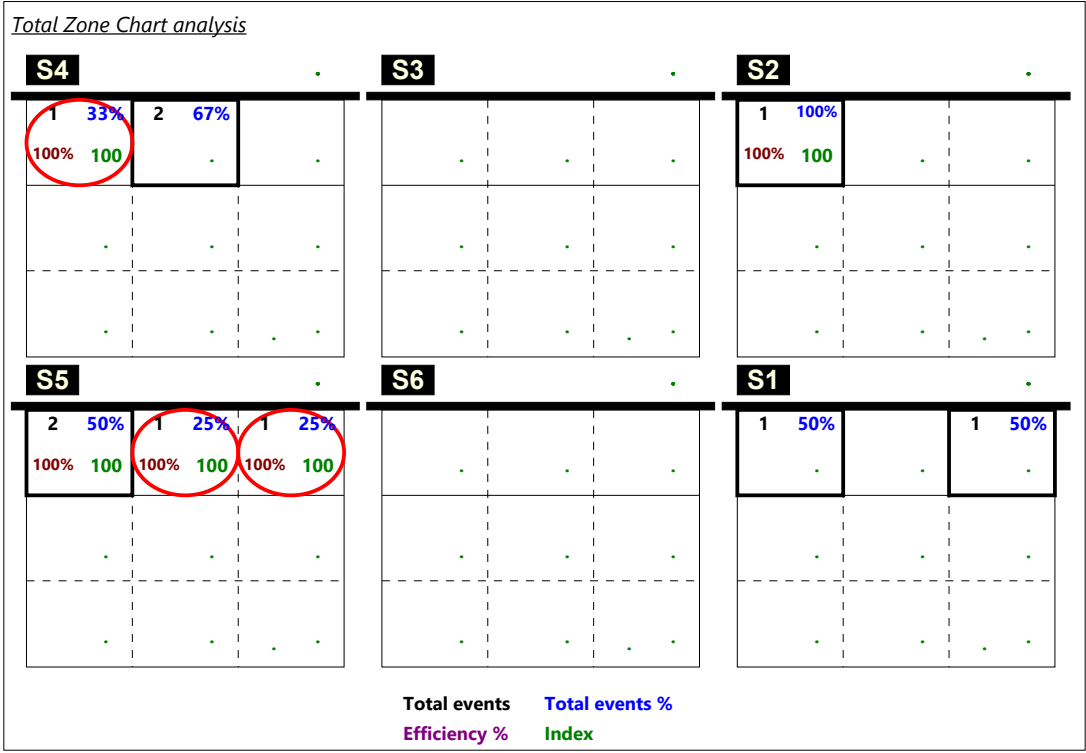 Total Zone Chart analysis
S4 S3 S2
1 33% 2 67% 1 100%
100% 100 100% 100
S5 S6 S1
2 50% 1 25% 1 25% 1 50% 1 50%
100% 100 100% 100 100% 100
Total events Total events %
Efficiency % Index